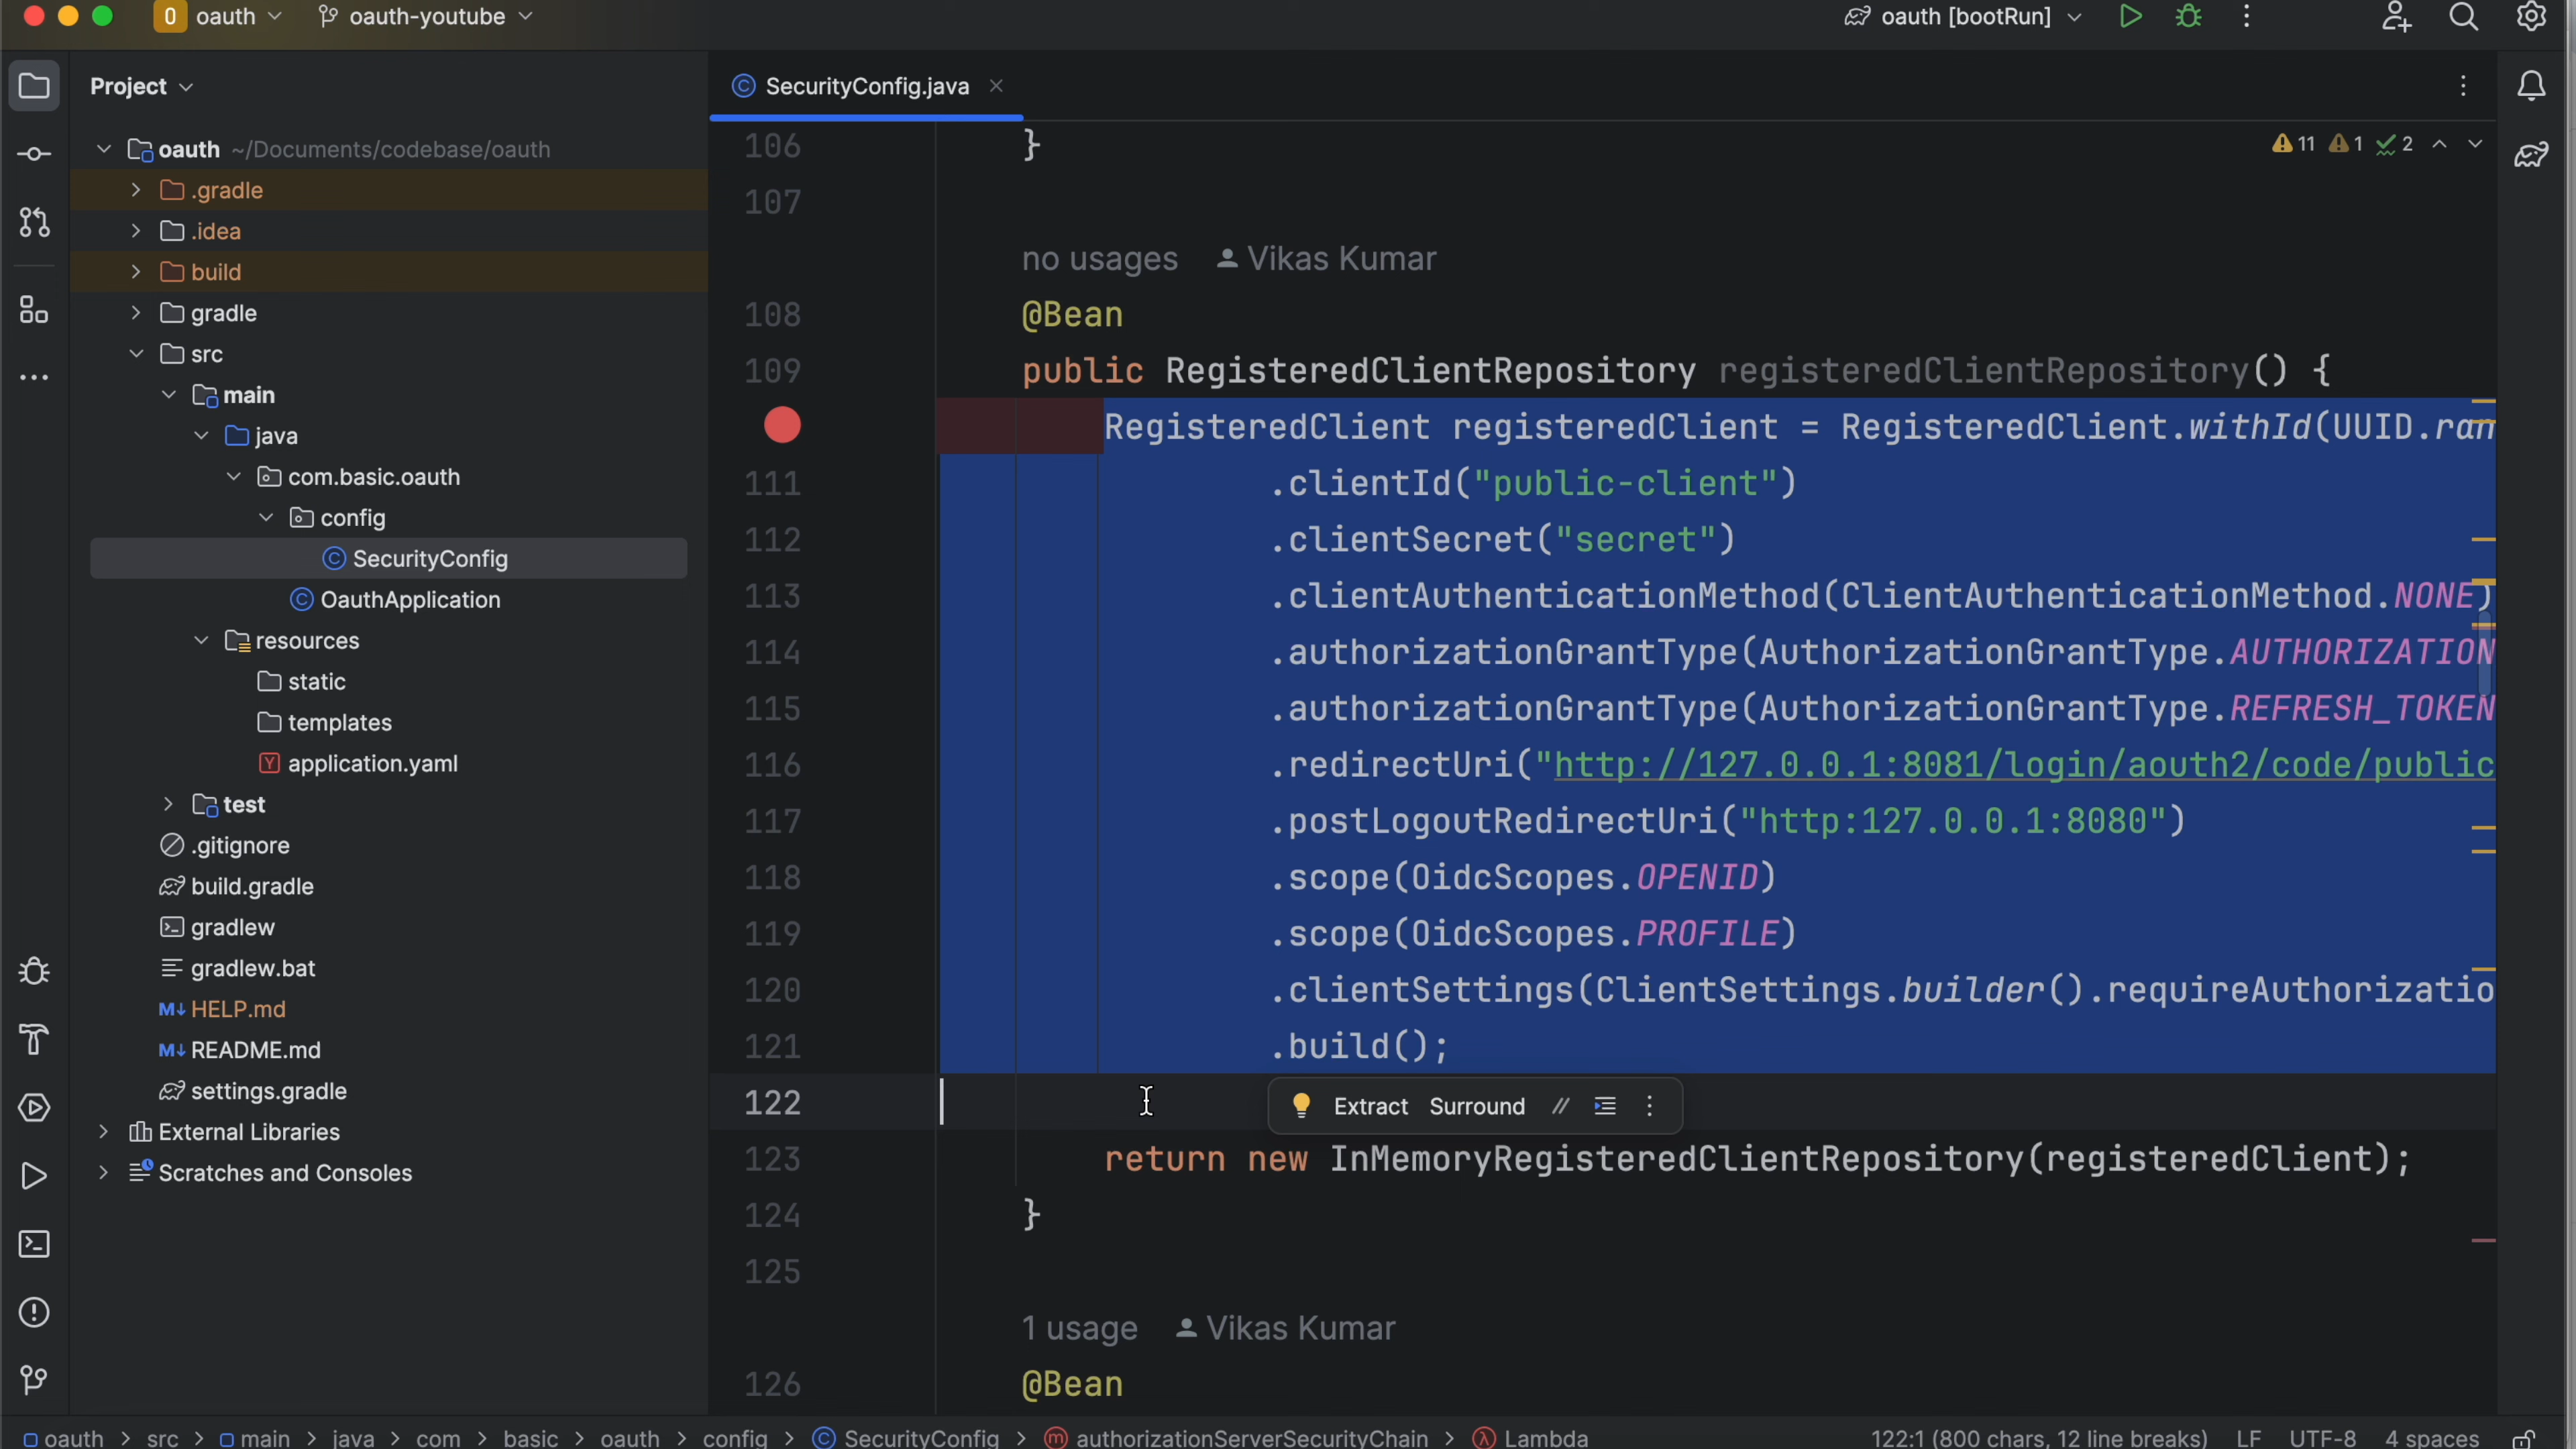 O oauth oauth-youtube oauth [bootRun]
Project
oauth ~/Documents/codebase/oauth
.gradle
.idea
build
gradle
src
main
java
com.basic.oauth
config
SecurityConfig
OauthApplication
resources
static
templates
application.yaml
test
.gitignore
build.gradle
gradlew
gradlew.bat
HELP.md
README.md
settings.gradle
External Libraries
Scratches and Consoles
SecurityConfig.java
11 1 2
106 }
107
no usages Vikas Kumar
108 @Bean
109 public RegisteredClientRepository registeredClientRepository() {
RegisteredClient registeredClient = RegisteredClient.withId(UUID.ran
111 .clientId("public-client")
112 .clientSecret("secret")
113 .clientAuthenticationMethod(ClientAuthenticationMethod.NONE)
114 .authorizationGrantType(AuthorizationGrantType.AUTHORIZATION
115 .authorizationGrantType(AuthorizationGrantType.REFRESH_TOKEN
116 .redirectUri("http://127.0.0.1:8081/login/aouth2/code/public
117 .postLogoutRedirectUri("http:127.0.0.1:8080")
118 .scope(OidcScopes.OPENID)
119 .scope(OidcScopes.PROFILE)
120 .clientSettings(ClientSettings.builder().requireAuthorizatio
121 .build();
122
Extract Surround //
123 return new InMemoryRegisteredClientRepository(registeredClient);
124 }
125
1 usage Vikas Kumar
126 @Bean
oauth > src > main > java > com > basic > oauth > config > SecurityConfig > authorizationServerSecurityChain > Lambda 122:1 (800 chars, 12 line breaks) LF UTF-8 4 spaces